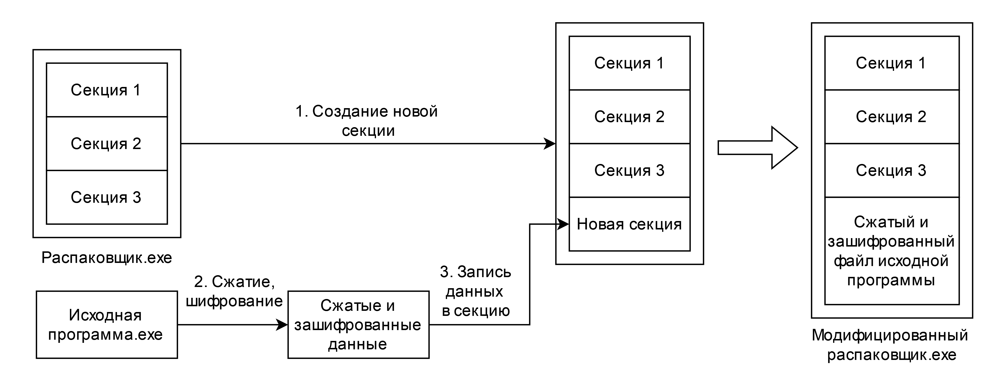 Секция 1
Секция 2
Секция 3
Распаковщик.exe
1. Создание новой
секции
Исходная
программа.exe
2. Сжатие,
шифрование
Сжатые и
зашифрованные
данные
3. Запись
данных
в секцию
Секция 1
Секция 2
Секция 3
Новая секция
Секция 1
Секция 2
Секция 3
Сжатый и
зашифрованный
файл исходной
программы
Модифицированный
распаковщик.exe